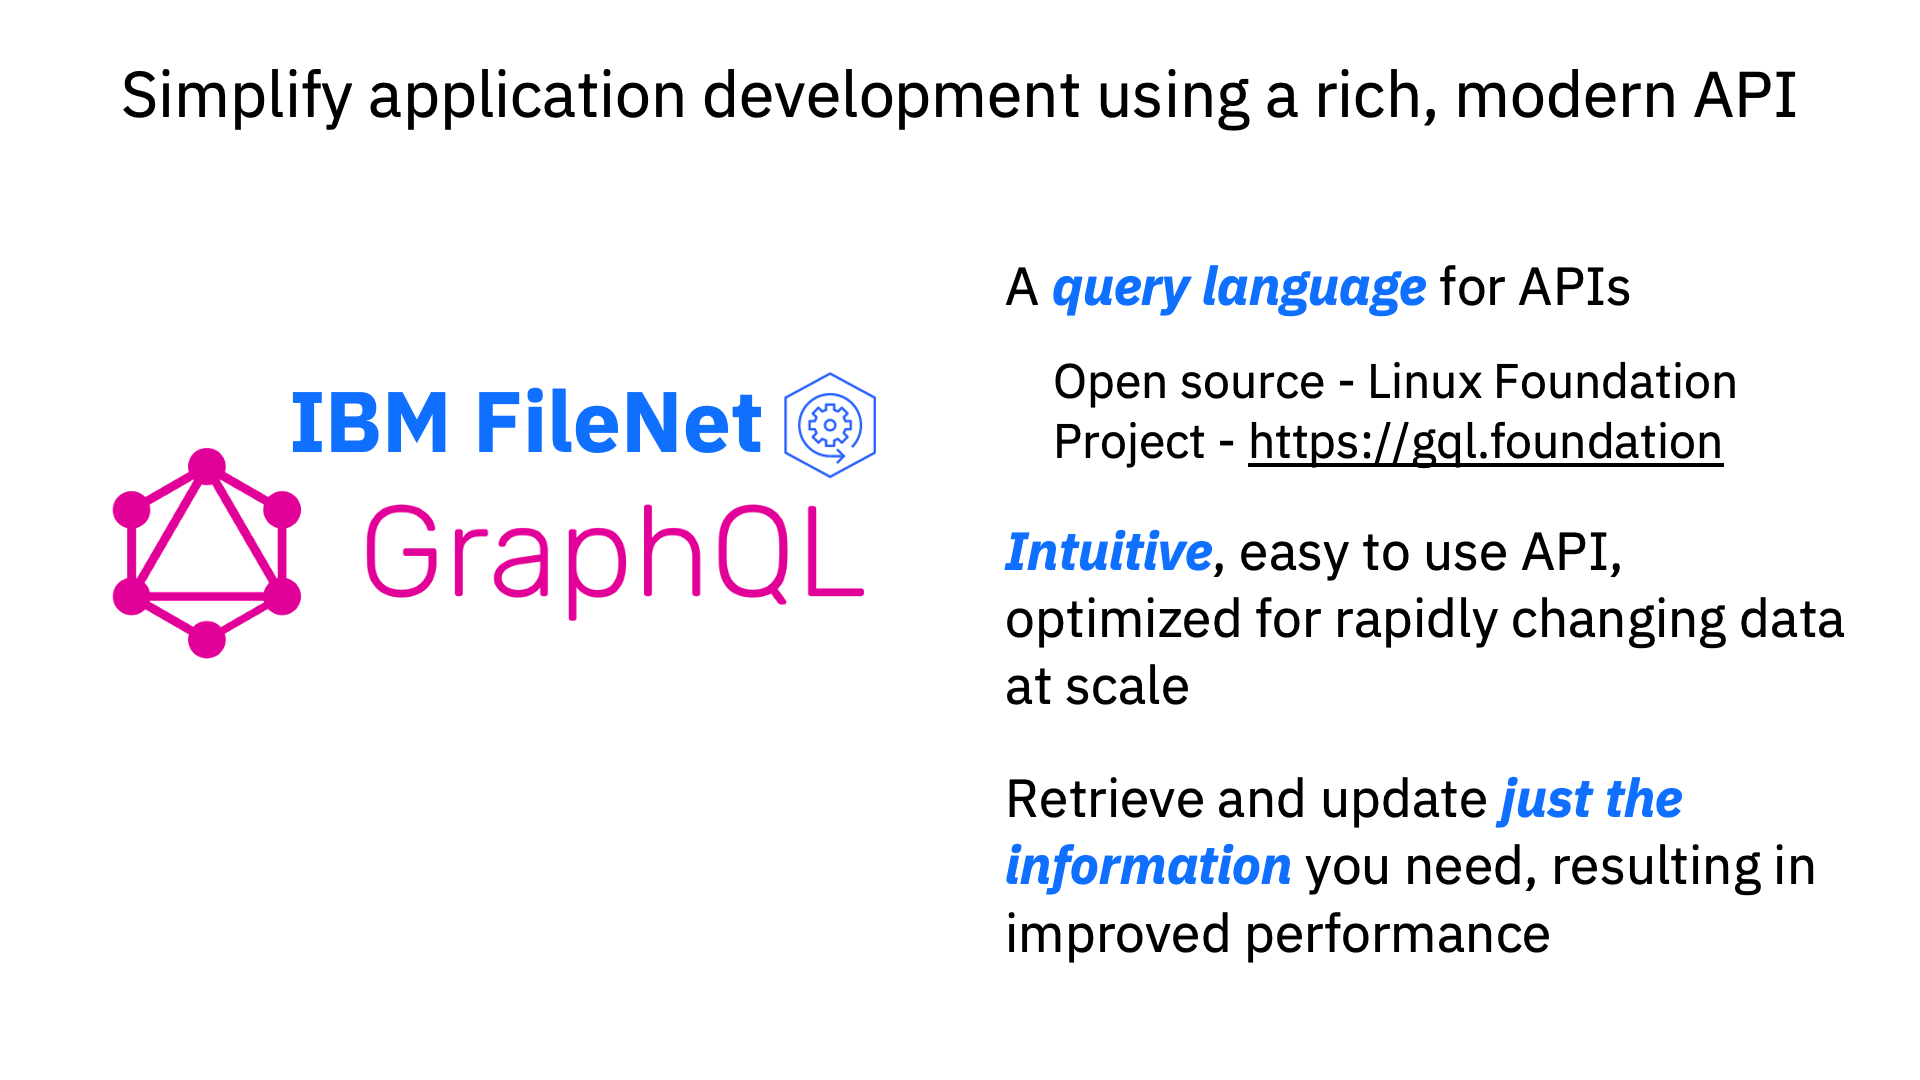 Simplify application development using a rich, modern API
IBM FileNet
GraphQL
A query language for APIs
Open source - Linux Foundation
Project - https://gql.foundation
Intuitive, easy to use API,
optimized for rapidly changing data
at scale
Retrieve and update just the
information you need, resulting in
improved performance